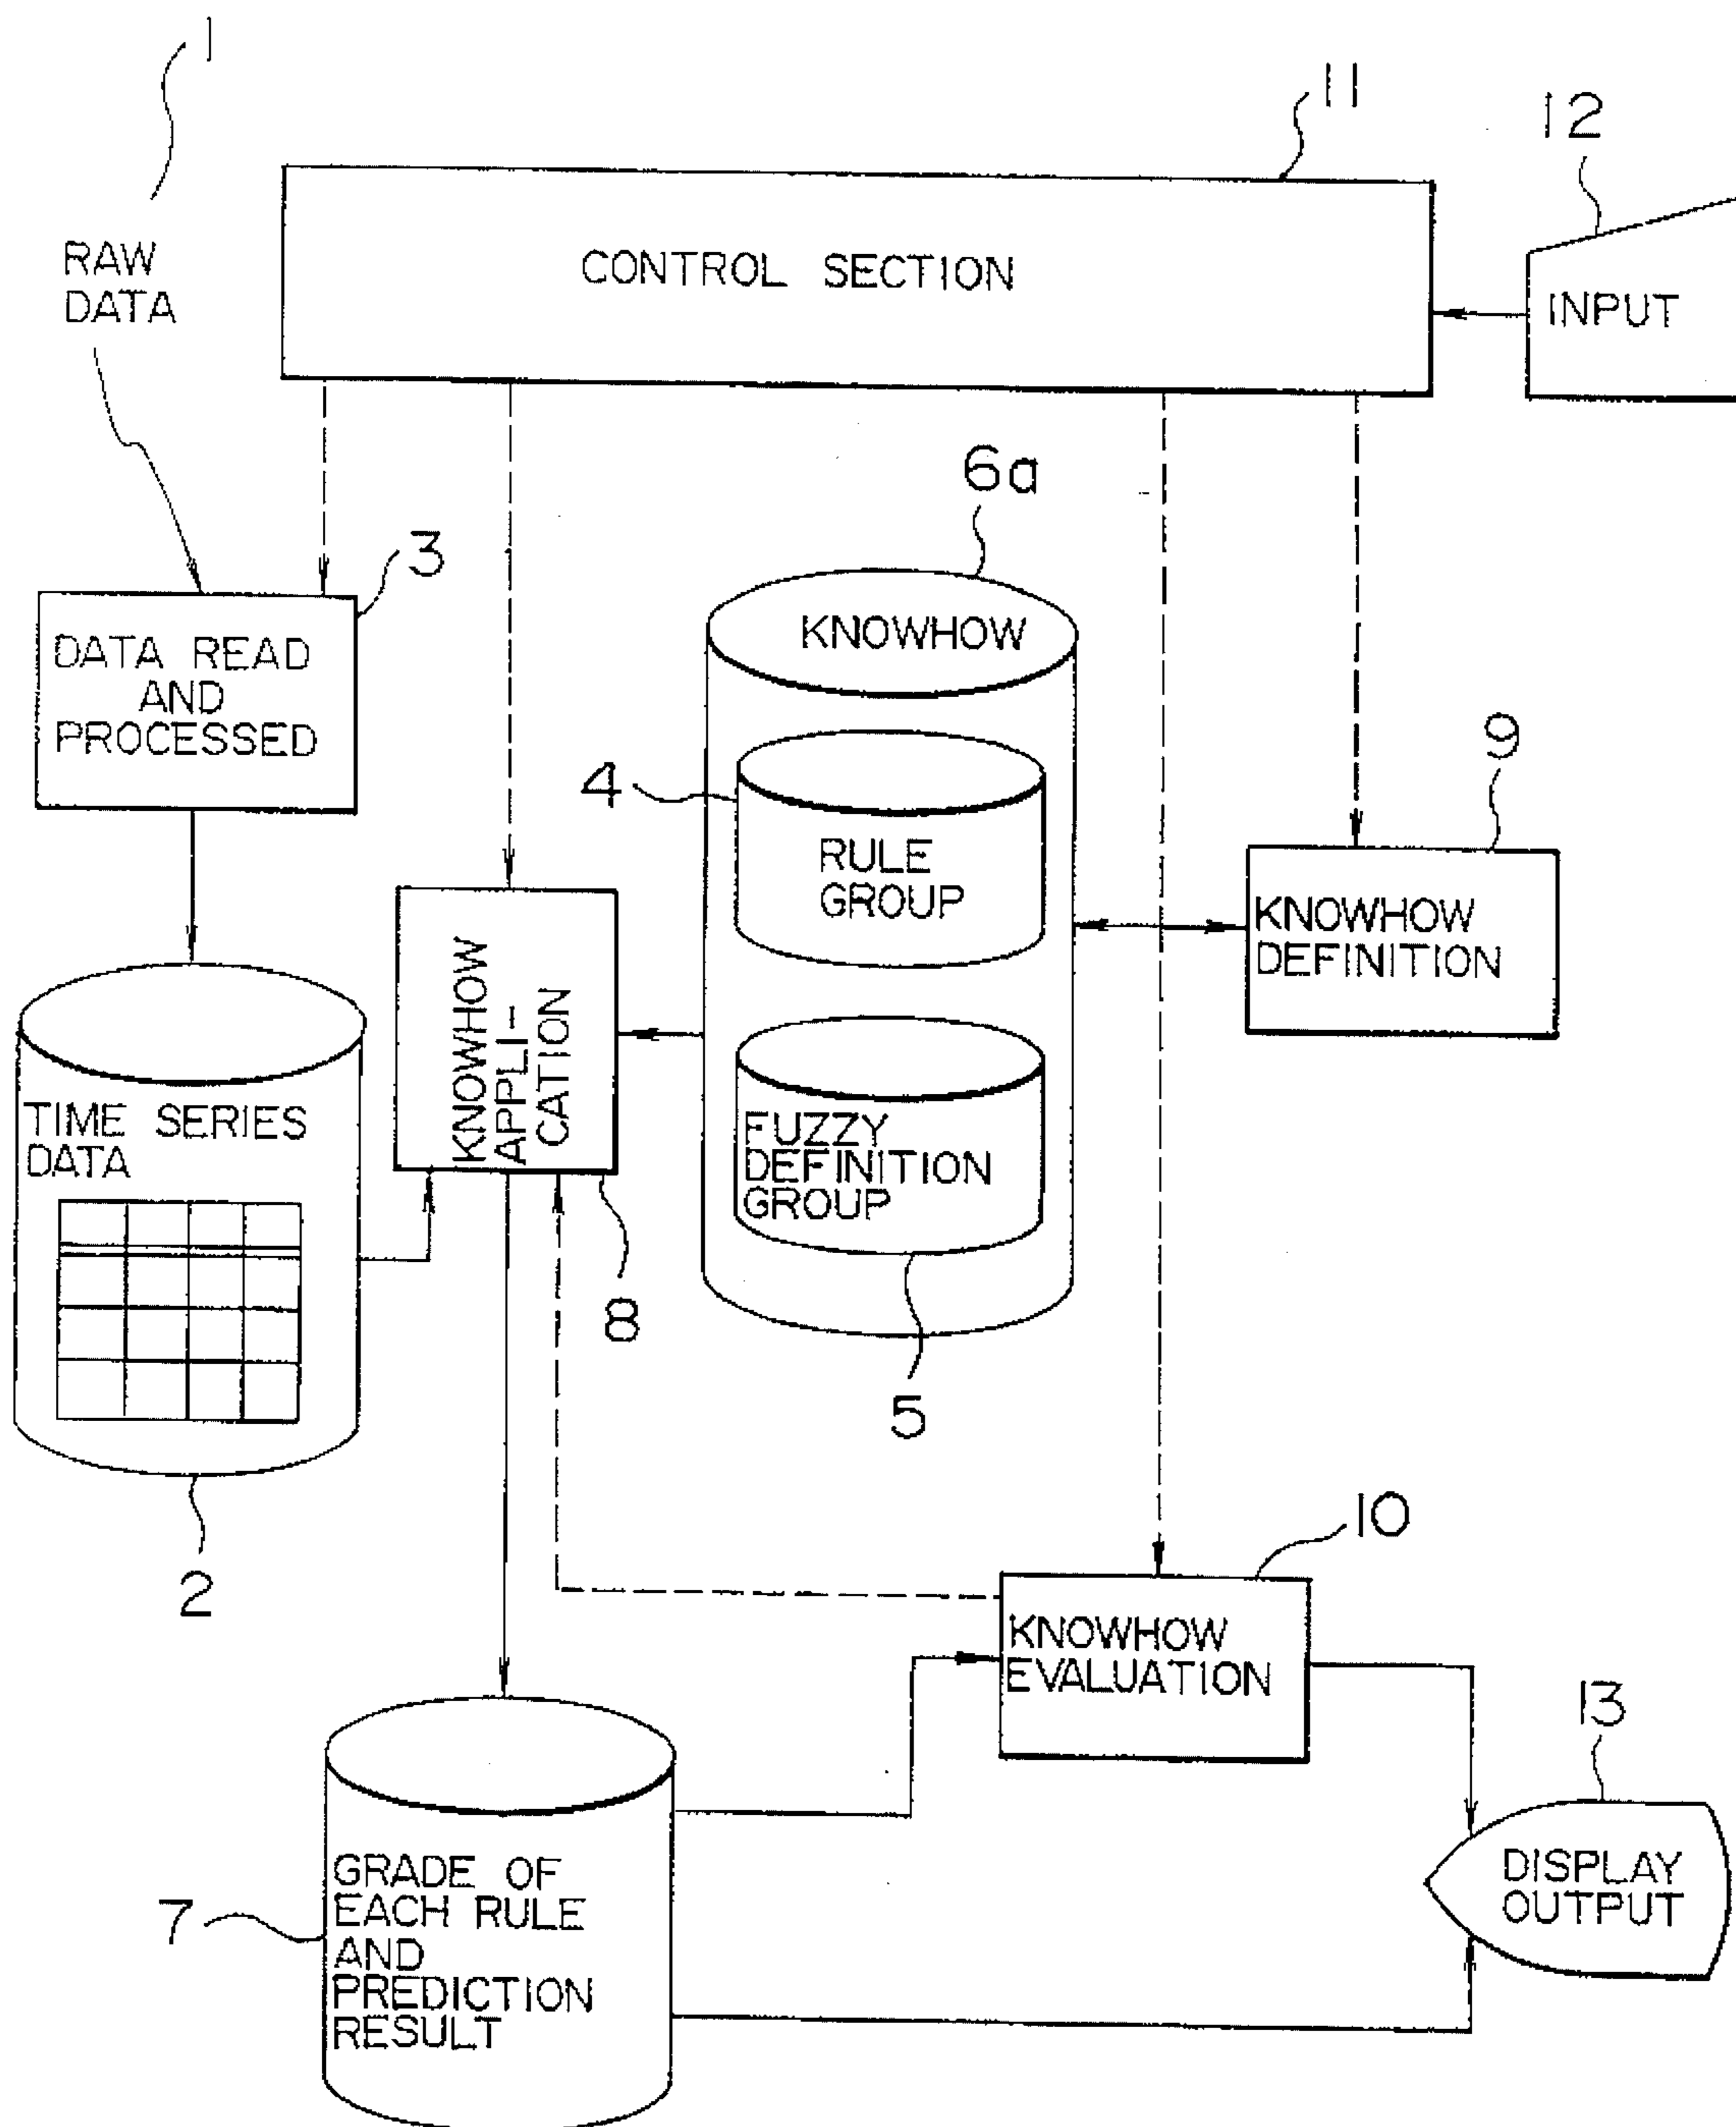 1
11
12
RAW
DATA
CONTROL SECTION
INPUT
6a
3
KNOWHOW
DATA READ
AND
PROCESSED
9
4
RULE
GROUP
KNOWHOW
DEFINITION
KNOWHOW
APPLI-
CATION
TIME SERIES
DATA
FUZZY
DEFINITION
GROUP
8
5
2
10
KNOWHOW
EVALUATION
13
7
GRADE OF
EACH RULE
AND
PREDICTION
RESULT
DISPLAY
OUTPUT